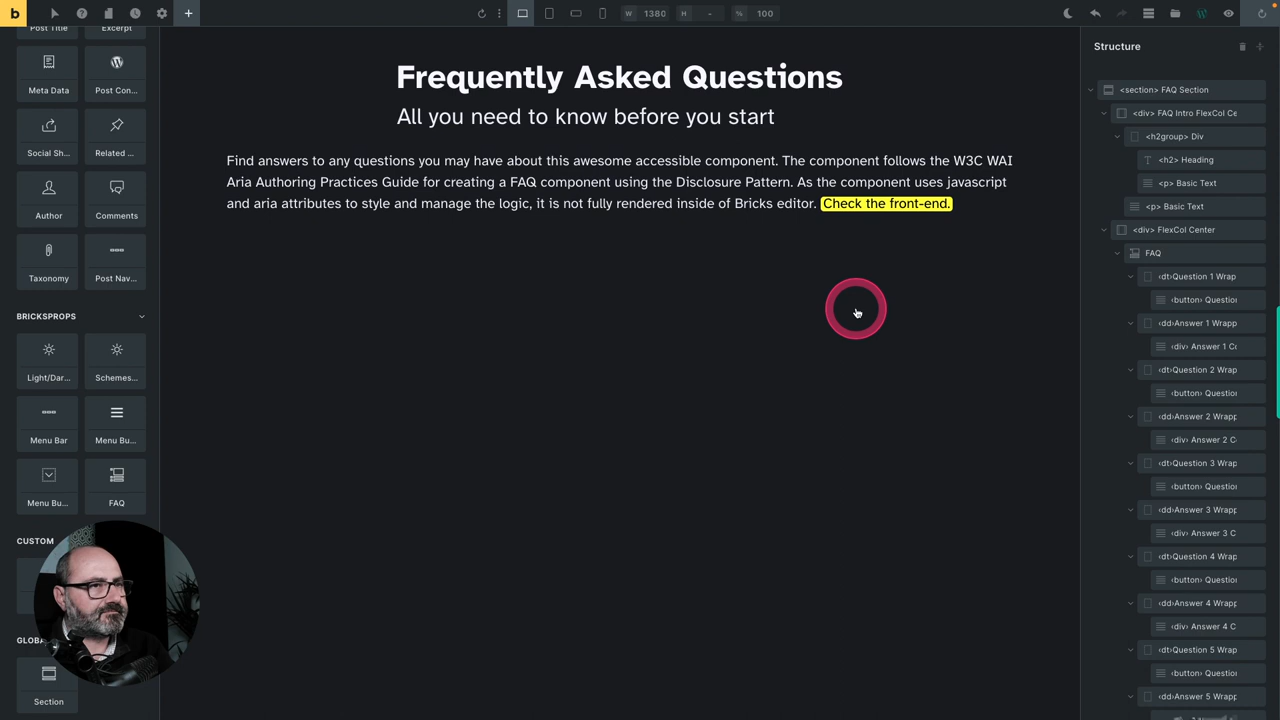 b
W 1380 H - % 100
Post Title
Excerpt
Meta Data
Post Con...
Social Sh...
Related ...
Author
Comments
Taxonomy
Post Nav...
BRICKSPROPS
Light/Dar...
Schemes...
Menu Bar
Menu Bu...
Menu Bu...
FAQ
CUSTOM
GLOBA
Section
Frequently Asked Questions
All you need to know before you start
Find answers to any questions you may have about this awesome accessible component. The component follows the W3C WAI
Aria Authoring Practices Guide for creating a FAQ component using the Disclosure Pattern. As the component uses javascript
and aria attributes to style and manage the logic, it is not fully rendered inside of Bricks editor. Check the front-end.
Structure
<section> FAQ Section
<div> FAQ Intro FlexCol Ce
<h2group> Div
<h2> Heading
<p> Basic Text
<p> Basic Text
<div> FlexCol Center
FAQ
‹dt›Question 1 Wrap
‹button› Question
‹dd›Answer 1 Wrapp
‹div› Answer 1 Co
‹dt›Question 2 Wrap
‹button› Question
‹dd›Answer 2 Wrapp
‹div› Answer 2 C
‹dt›Question 3 Wrap
‹button› Question
‹dd›Answer 3 Wrapp
‹div› Answer 3 C
‹dt›Question 4 Wrap
‹button› Question
‹dd›Answer 4 Wrapp
‹div› Answer 4 C
‹dt›Question 5 Wrap
‹button› Question
‹dd›Answer 5 Wrapp